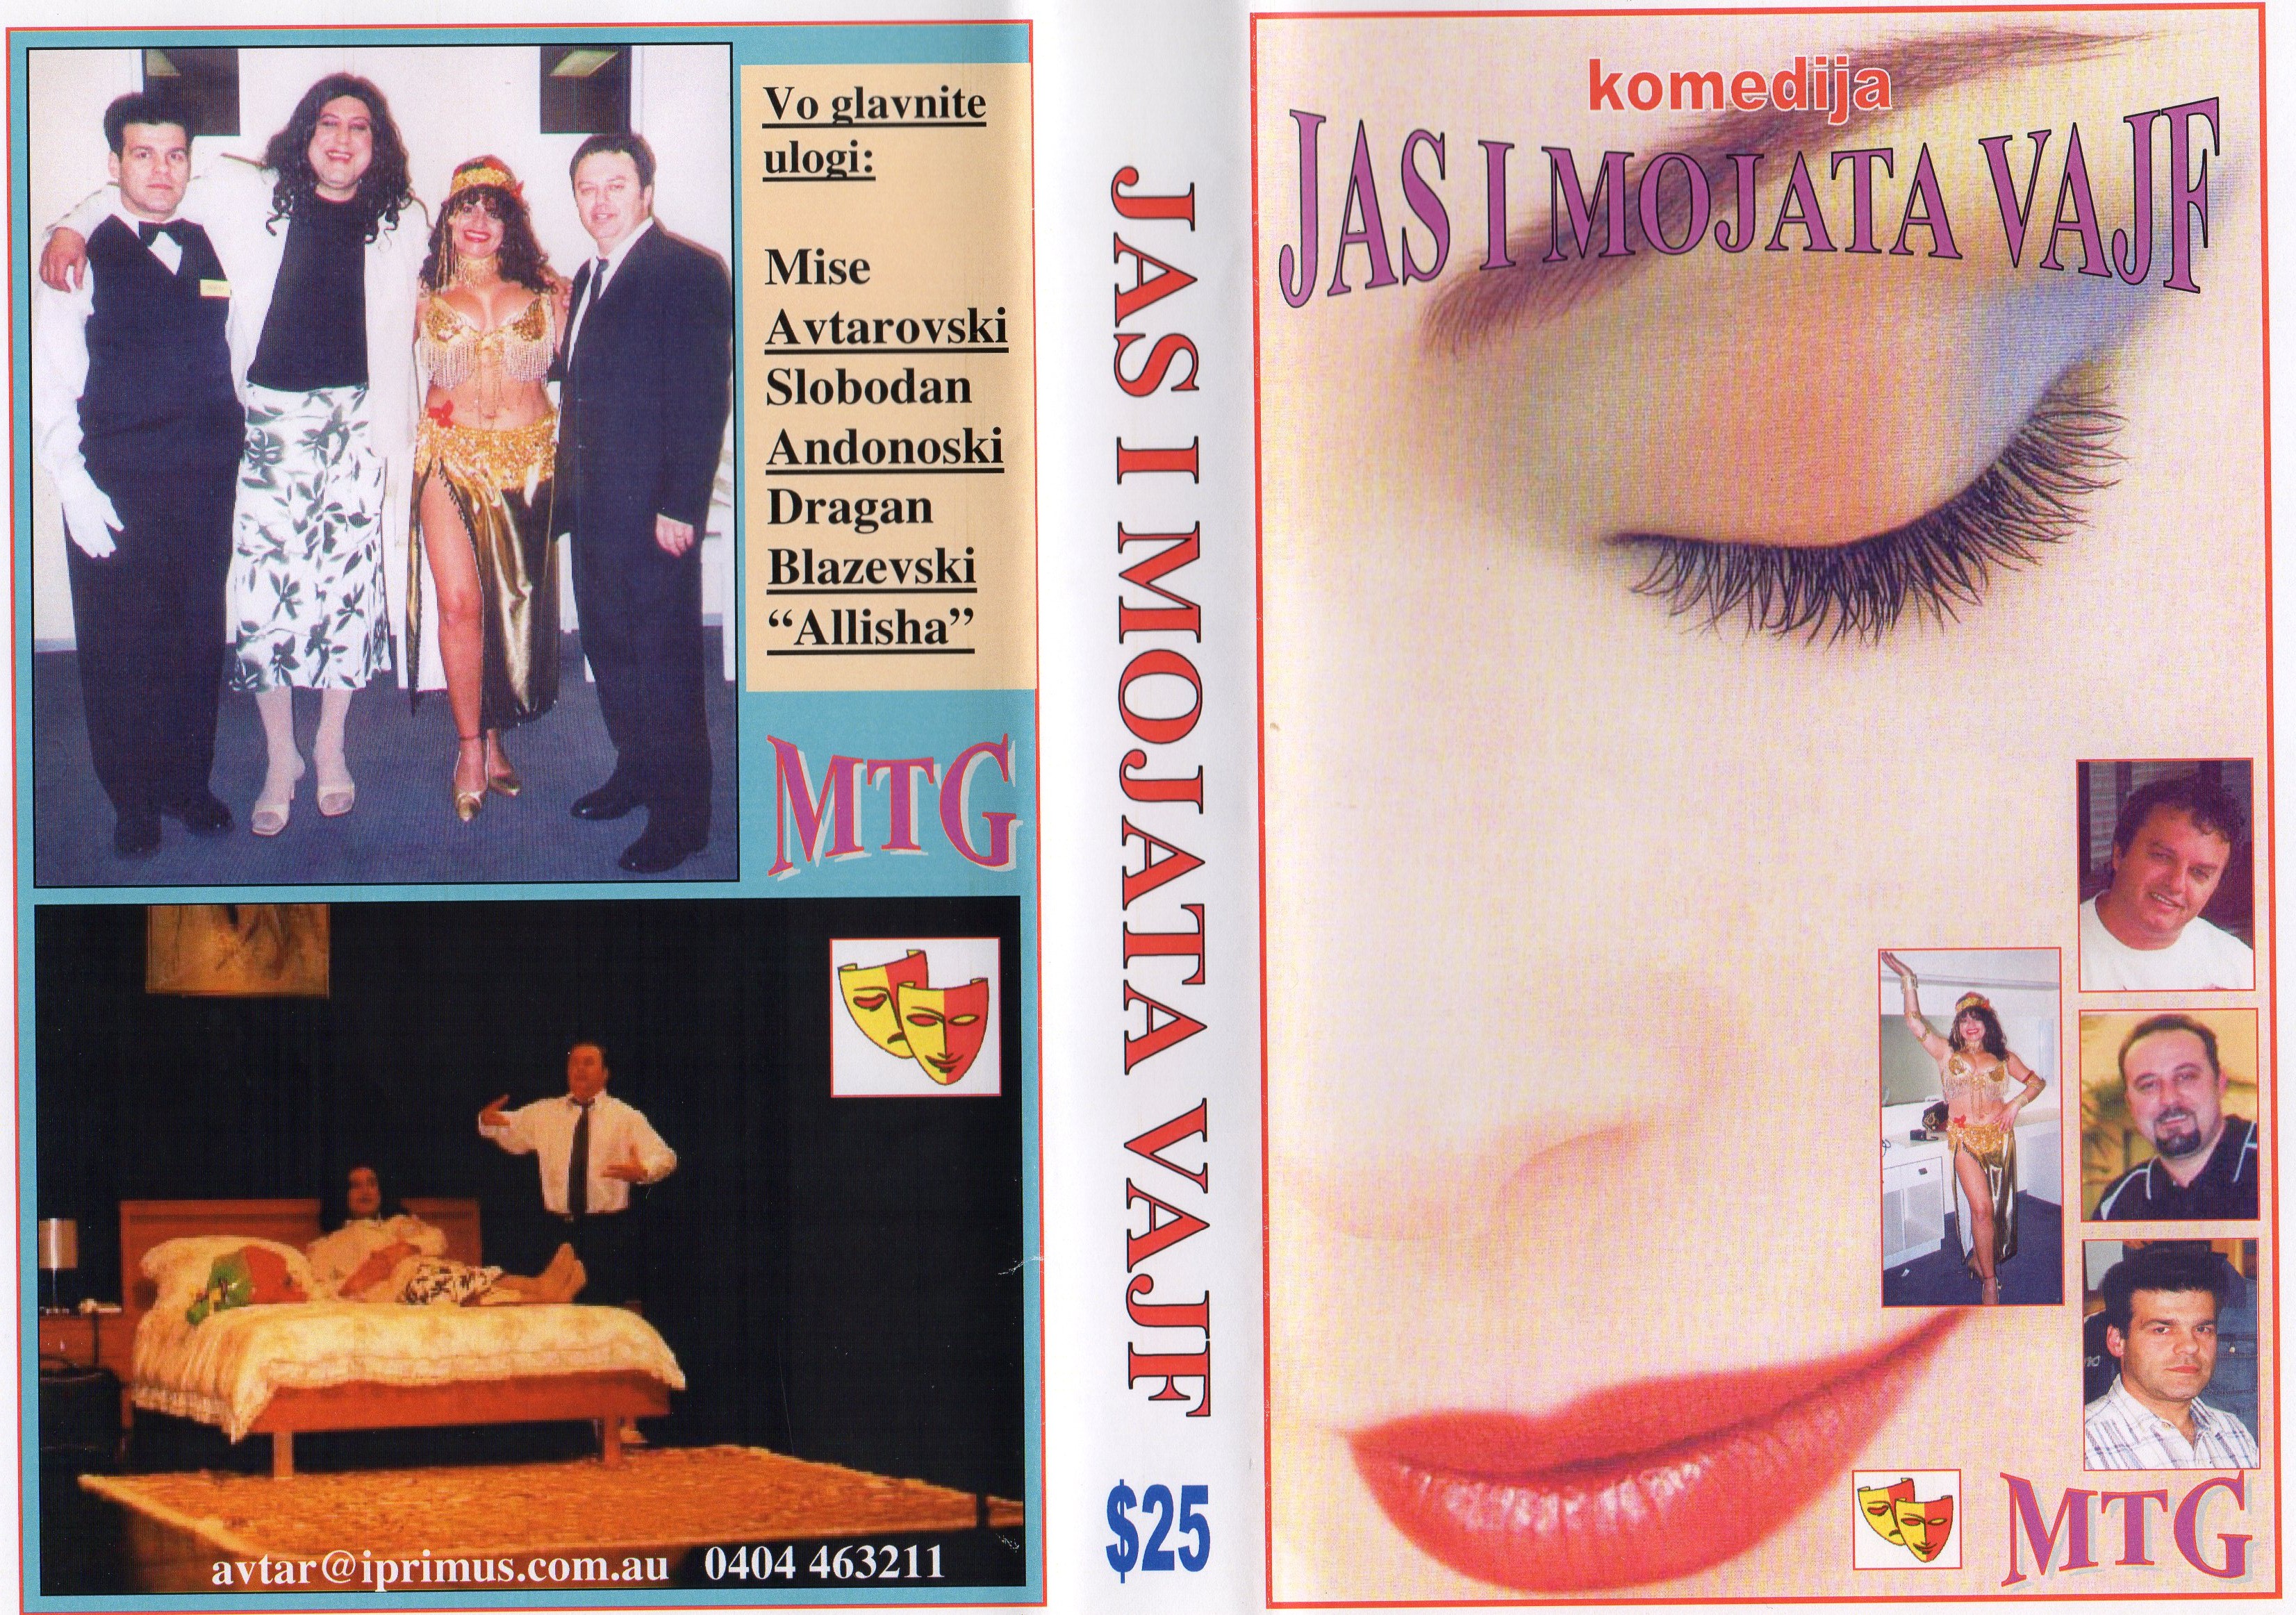 Vo glavnite
ulogi:
Mise
Avtarovski
Slobodan
Andonoski
Dragan
Blazevski
“Allisha”
MTG
avtar@iprimus.com.au 0404 463211
JAS I MOJATA VAJF
$25
komedija
JAS I MOJATA VAJF
MTG